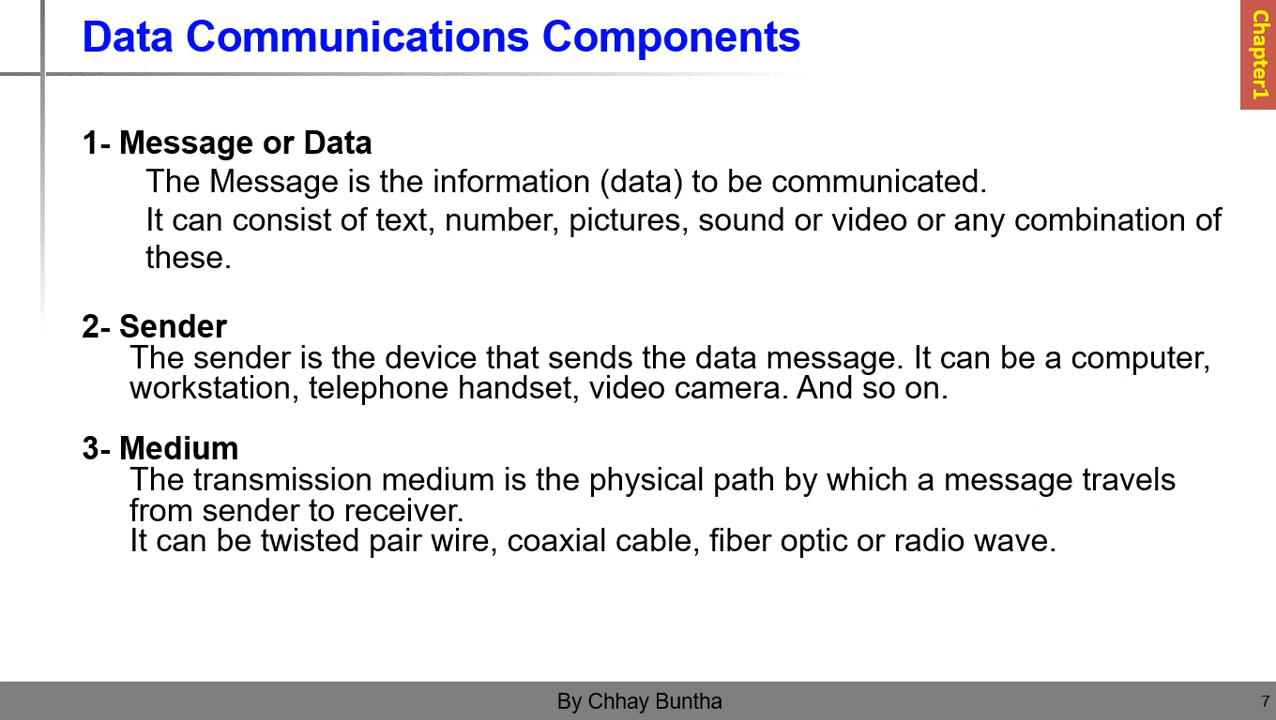 Data Communications Components
Chapter1
1- Message or Data
The Message is the information (data) to be communicated.
It can consist of text, number, pictures, sound or video or any combination of
these.
2- Sender
The sender is the device that sends the data message. It can be a computer,
workstation, telephone handset, video camera. And so on.
3- Medium
The transmission medium is the physical path by which a message travels
from sender to receiver.
It can be twisted pair wire, coaxial cable, fiber optic or radio wave.
By Chhay Buntha
7